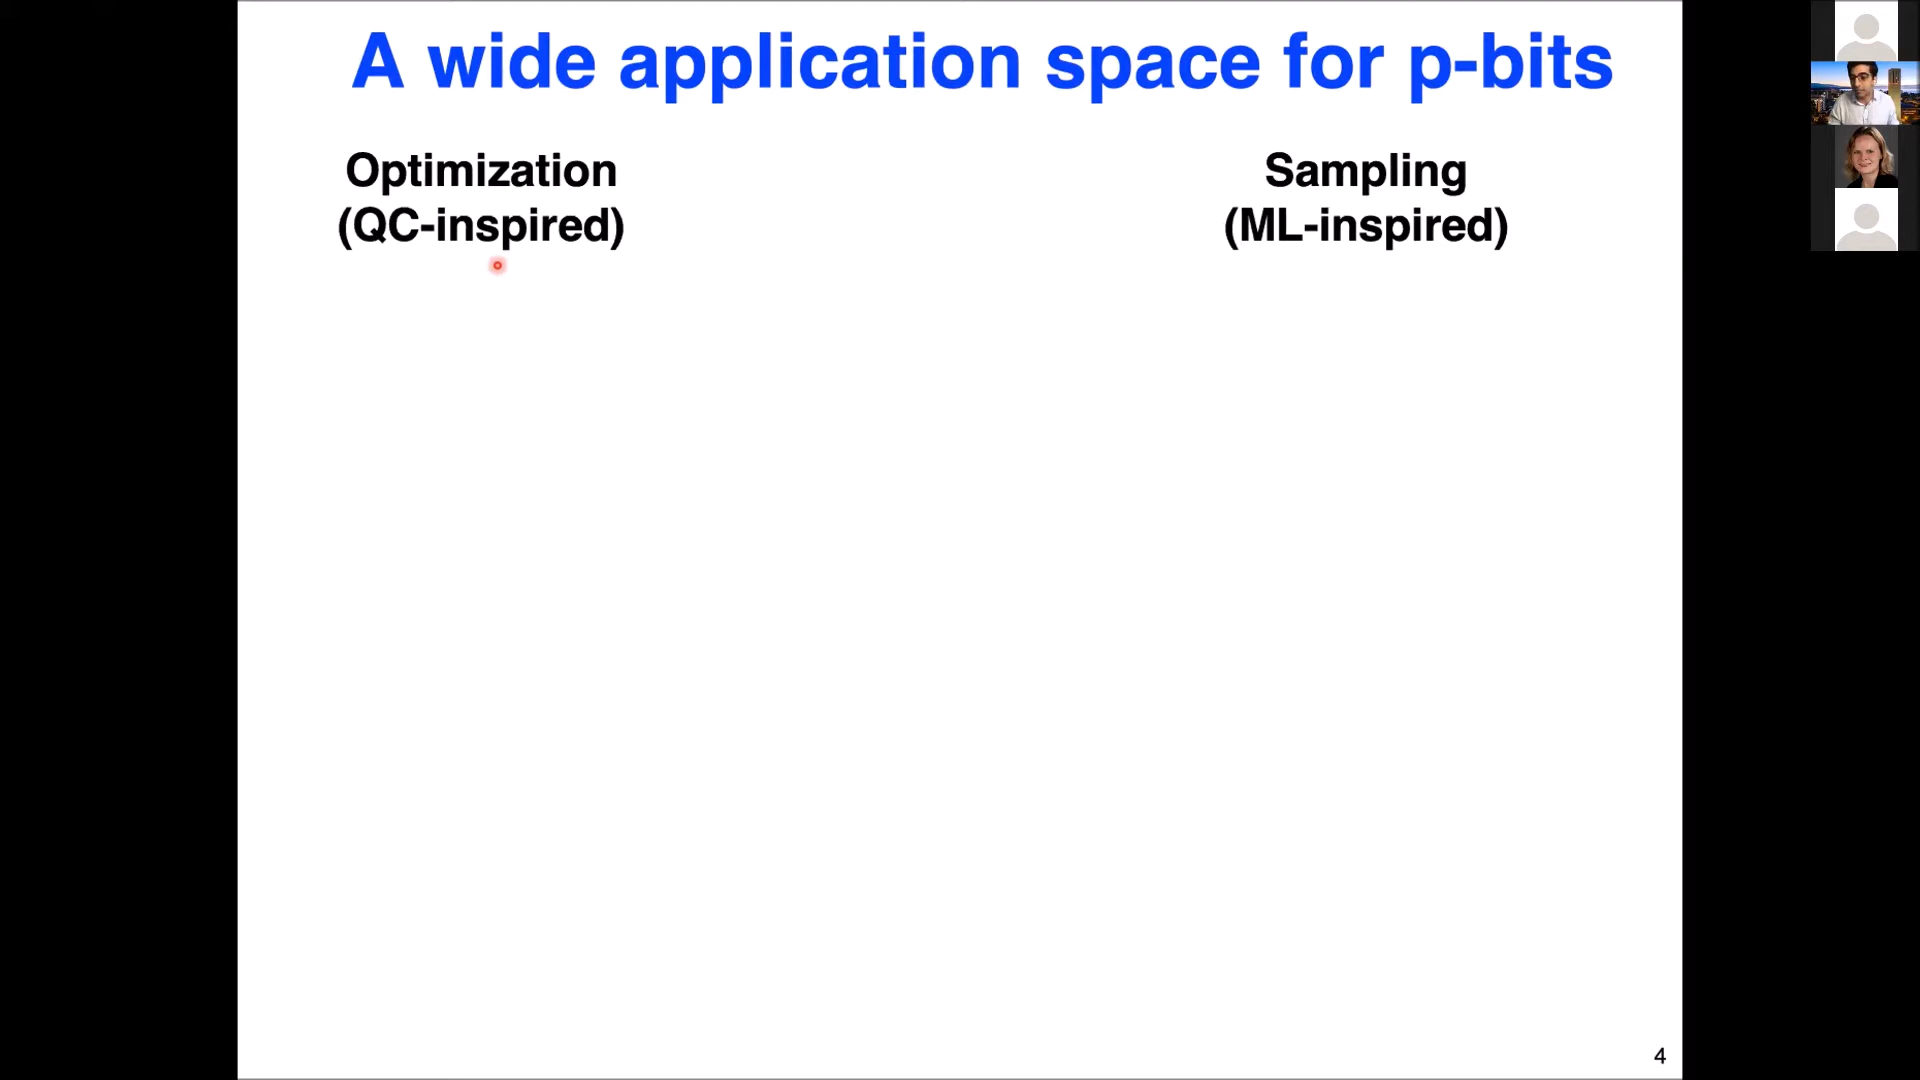 A wide application space for p-bits
Optimization
(QC-inspired)
Sampling
(ML-inspired)
4